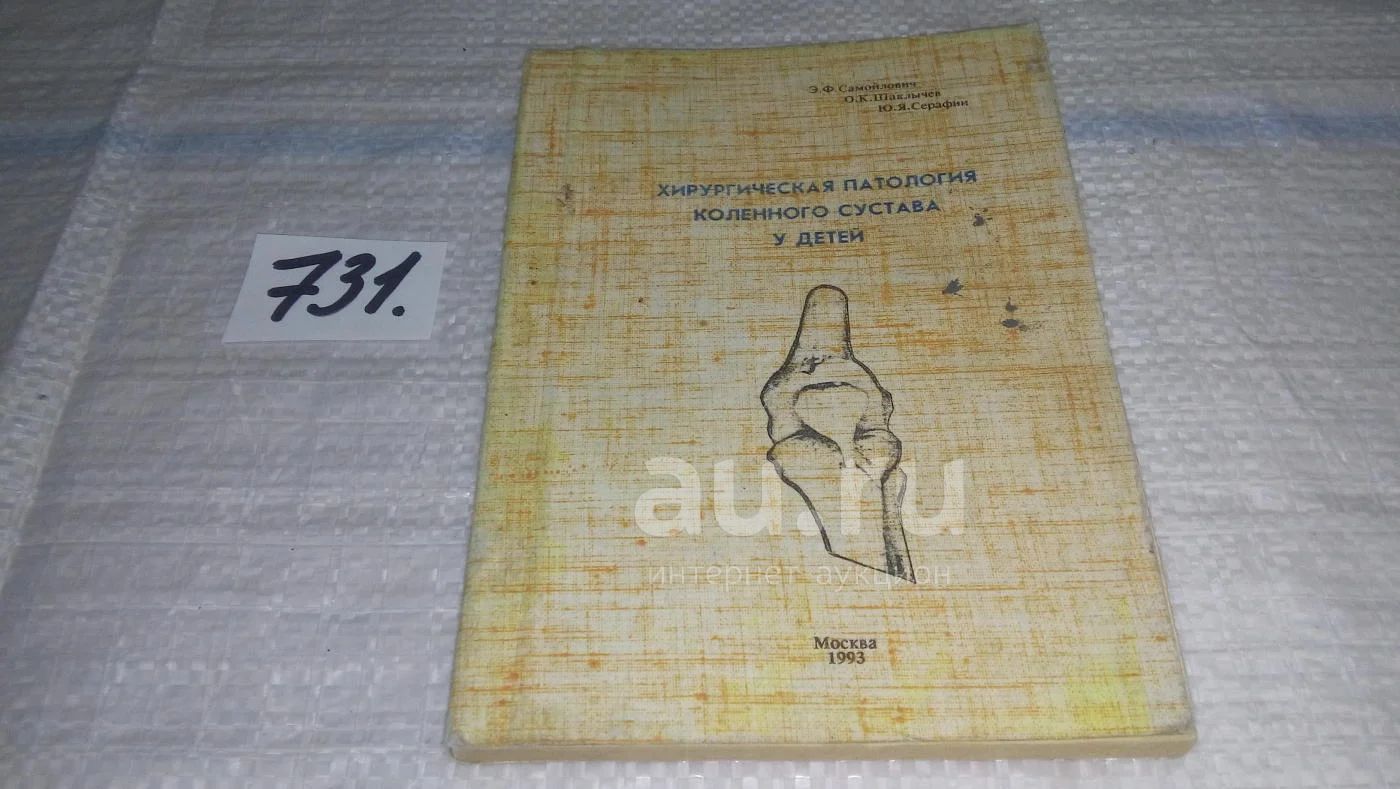 Э.Ф.Самойлович
О.К.Шаклычев
Ю.Я.Серафин
ХИРУРГИЧЕСКАЯ ПАТОЛОГИЯ
КОЛЕННОГО СУСТАВА
У ДЕТЕЙ
731.
au.ru
интернет аукцион
Москва
1993